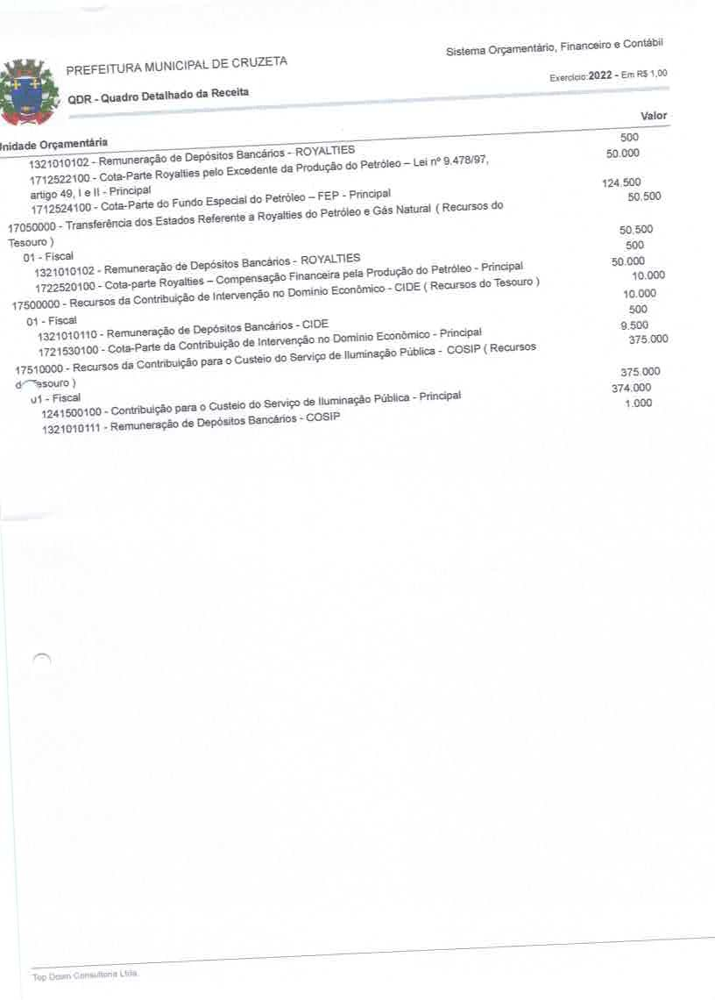 Sistema Orçamentário, Financeiro e Contábil
PREFEITURA MUNICIPAL DE CRUZETA
Exercício:2022 - Em R$ 1,00
QDR - Quadro Detalhado da Receita
Valor
Unidade Orçamentária
1321010102 - Remuneração de Depósitos Bancários - ROYALTIES 500
1712522100 - Cota-Parte Royalties pelo Excedente da Produção do Petróleo – Lei nº 9.478/97, 50.000
artigo 49, I e II - Principal
1712524100 - Cota-Parte do Fundo Especial do Petróleo – FEP - Principal 124.500
17050000 - Transferência dos Estados Referente a Royalties do Petróleo e Gás Natural ( Recursos do 50.500
Tesouro )
01 - Fiscal 50.500
1321010102 - Remuneração de Depósitos Bancários - ROYALTIES 500
1722520100 - Cota-parte Royalties – Compensação Financeira pela Produção do Petróleo - Principal 50.000
17500000 - Recursos da Contribuição de Intervenção no Domínio Econômico - CIDE ( Recursos do Tesouro ) 10.000
01 - Fiscal 10.000
1321010110 - Remuneração de Depósitos Bancários - CIDE 500
1721530100 - Cota-Parte da Contribuição de Intervenção no Domínio Econômico - Principal 9.500
17510000 - Recursos da Contribuição para o Custeio do Serviço de Iluminação Pública - COSIP ( Recursos 375.000
do Tesouro )
01 - Fiscal 375.000
1241500100 - Contribuição para o Custeio do Serviço de Iluminação Pública - Principal 374.000
1321010111 - Remuneração de Depósitos Bancários - COSIP 1.000
Top Down Consultoria Ltda.